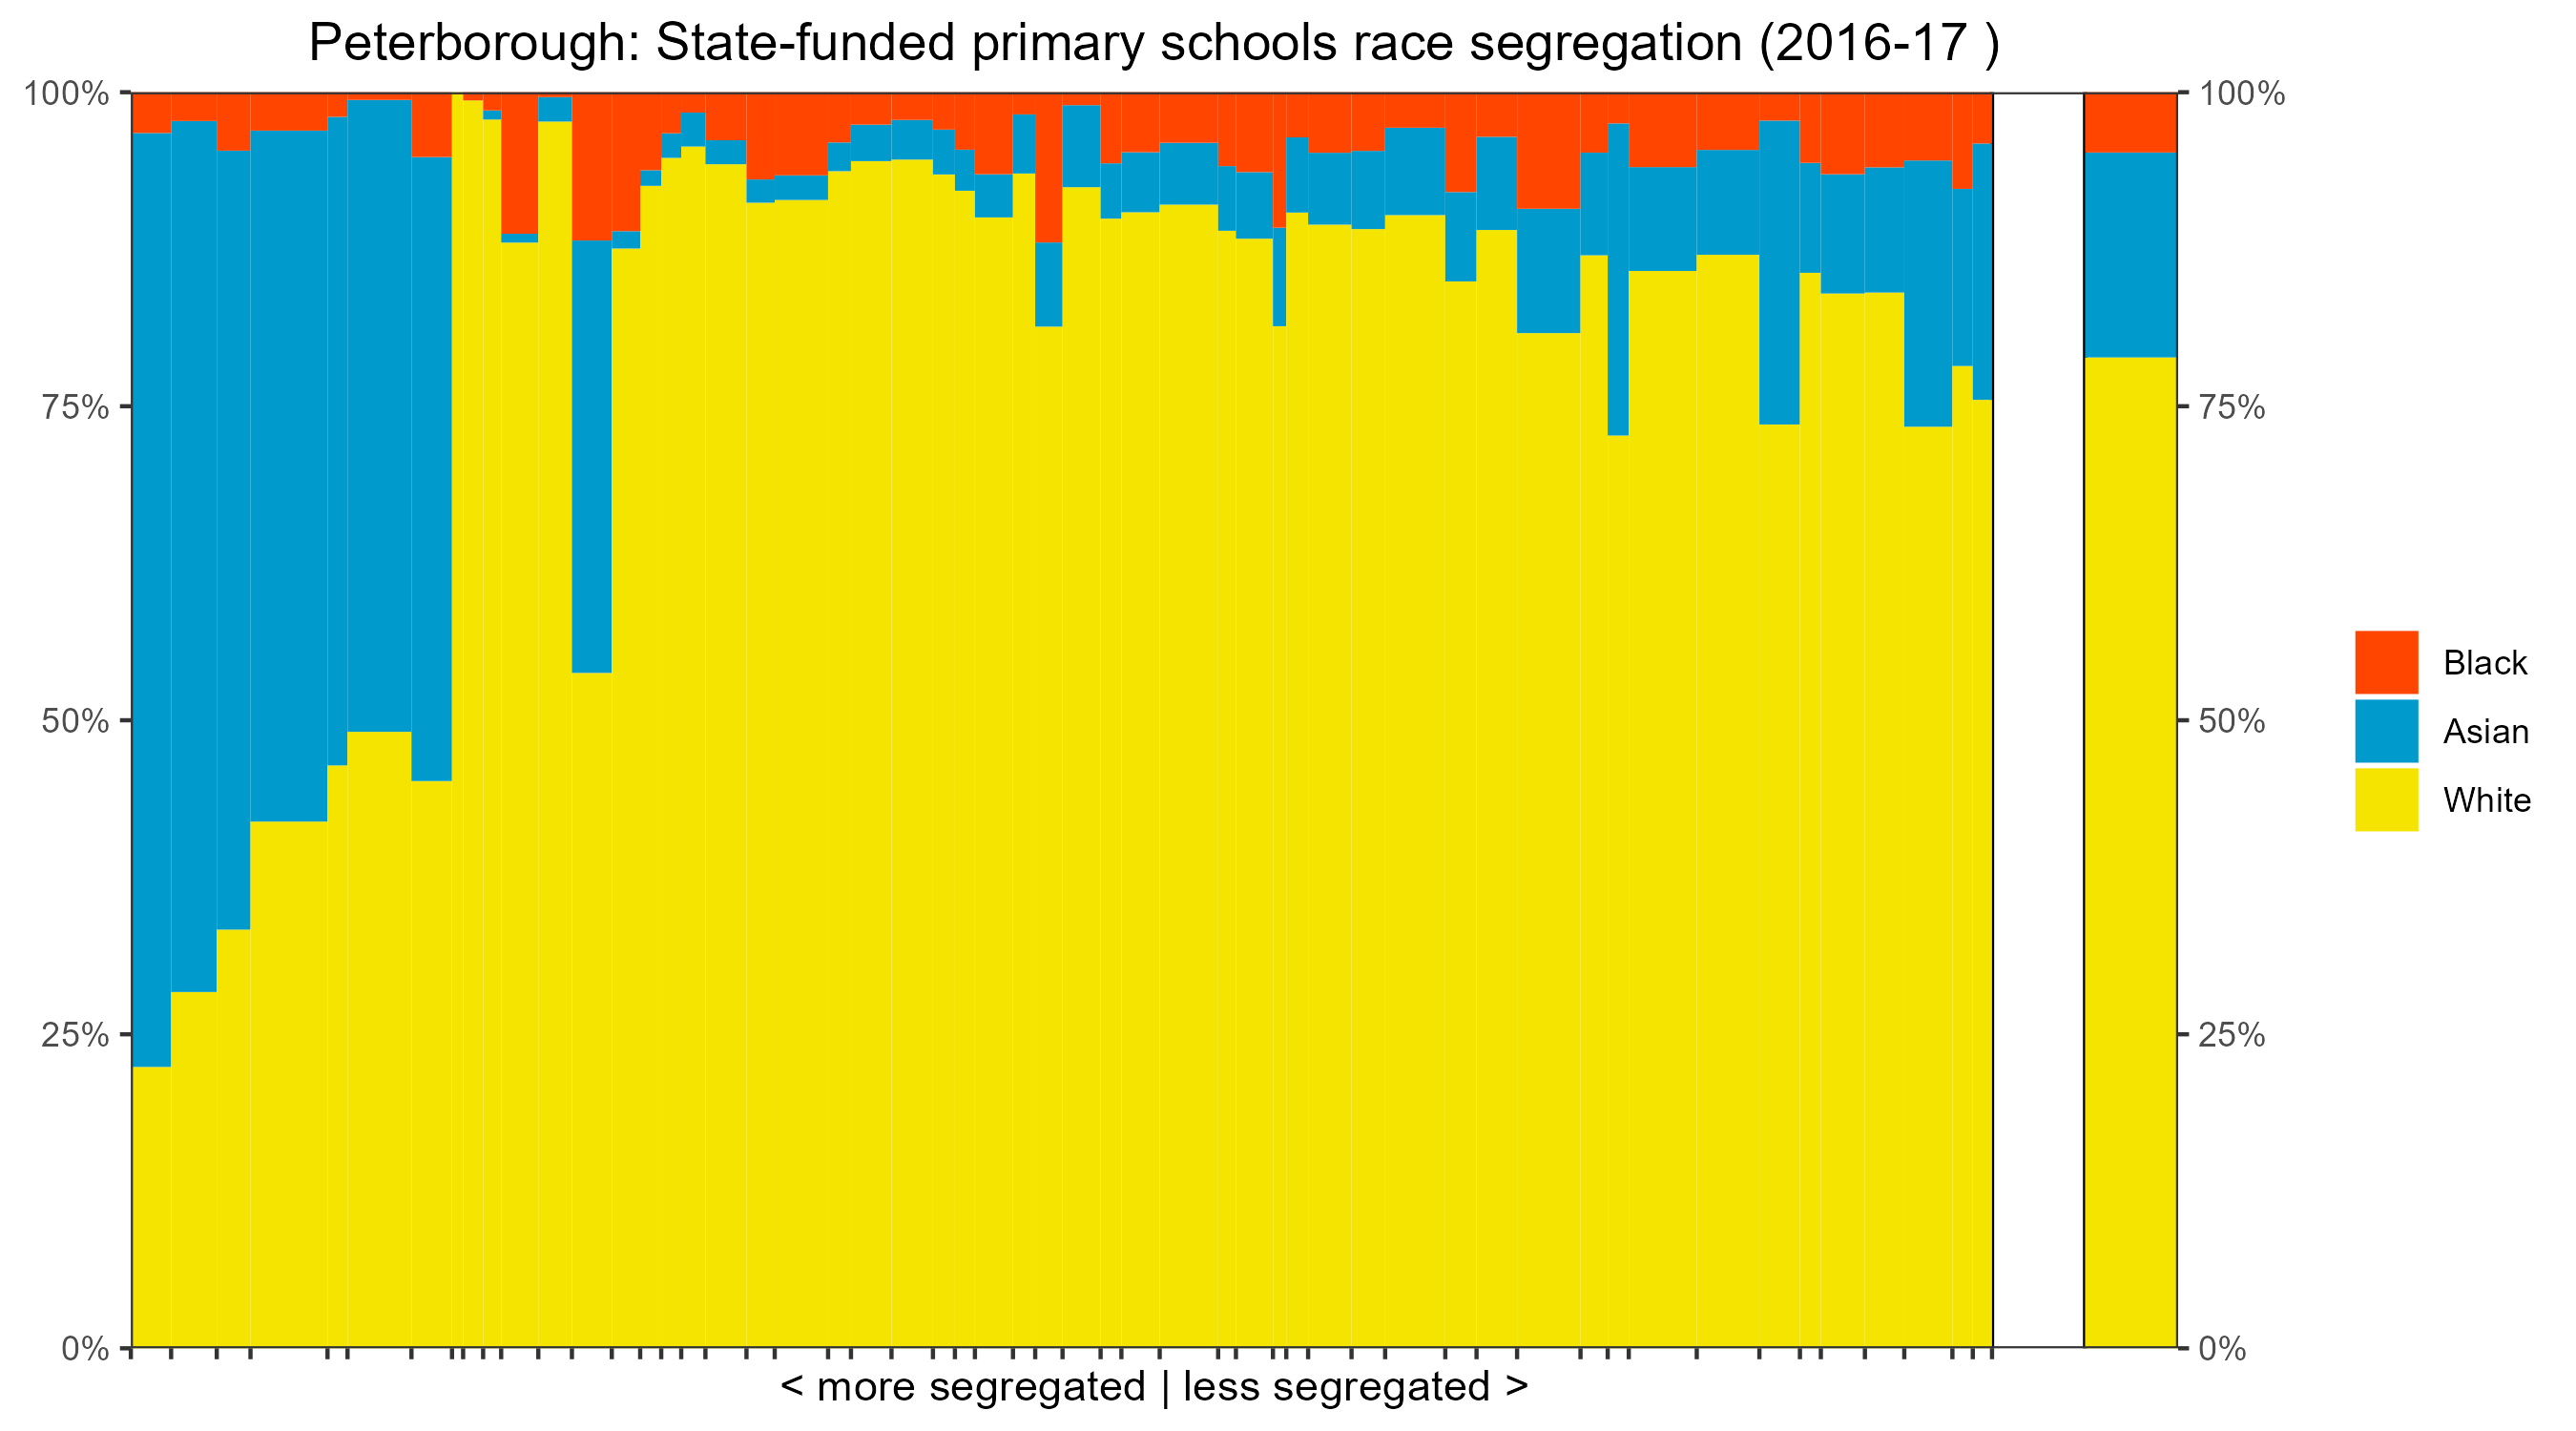 Peterborough: State-funded primary schools race segregation (2016-17 )
100%
75%
50%
25%
0%
100%
75%
50%
25%
0%
Black
Asian
White
< more segregated | less segregated >